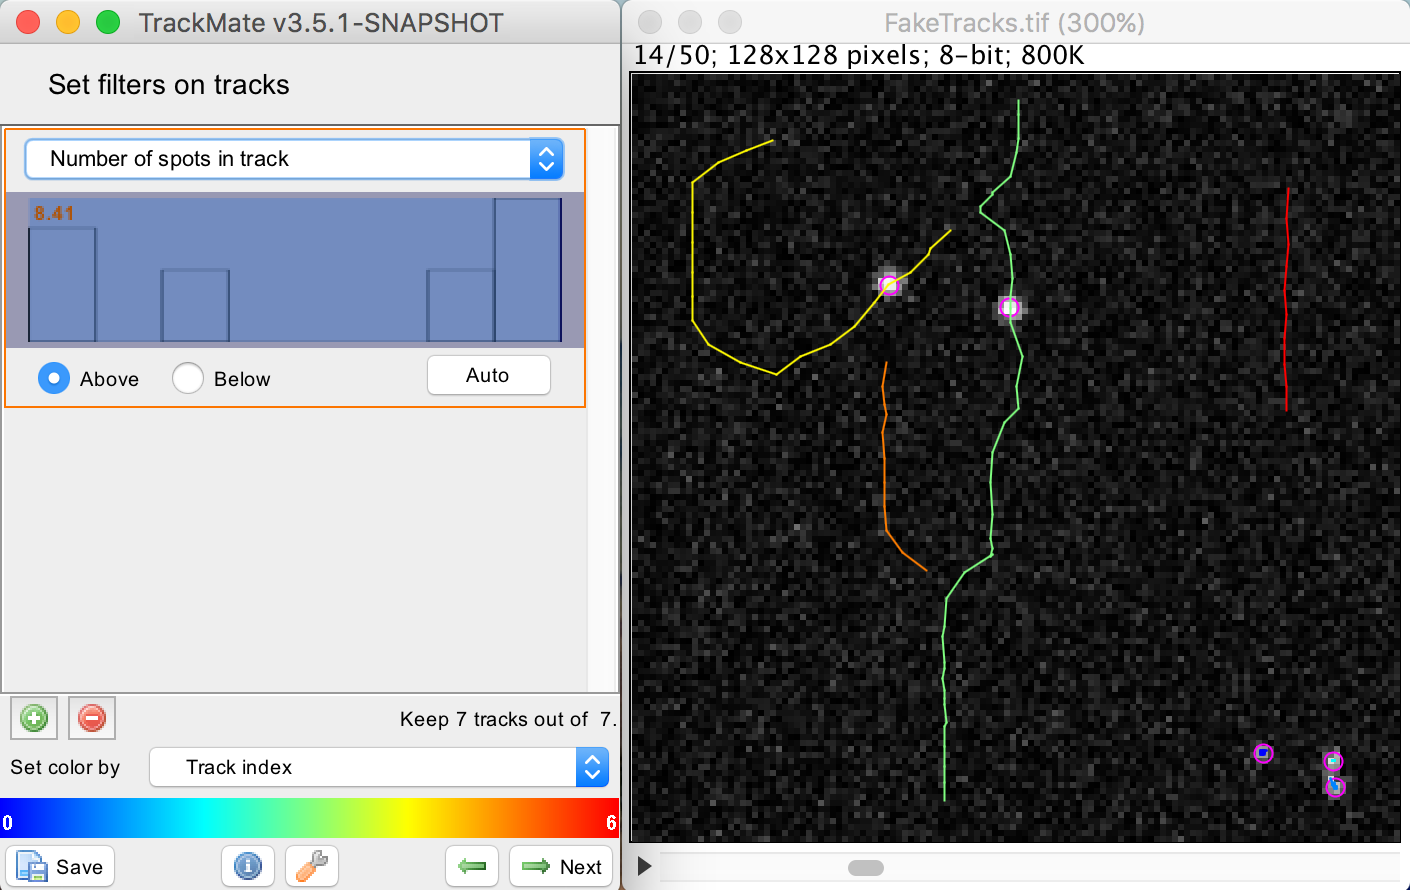 TrackMate v3.5.1-SNAPSHOT
Set filters on tracks
Number of spots in track
8.41
Above
Below
Auto
Keep 7 tracks out of  7.
Set color by
Track index
0
6
Save
Next
FakeTracks.tif (300%)
14/50; 128x128 pixels; 8-bit; 800K